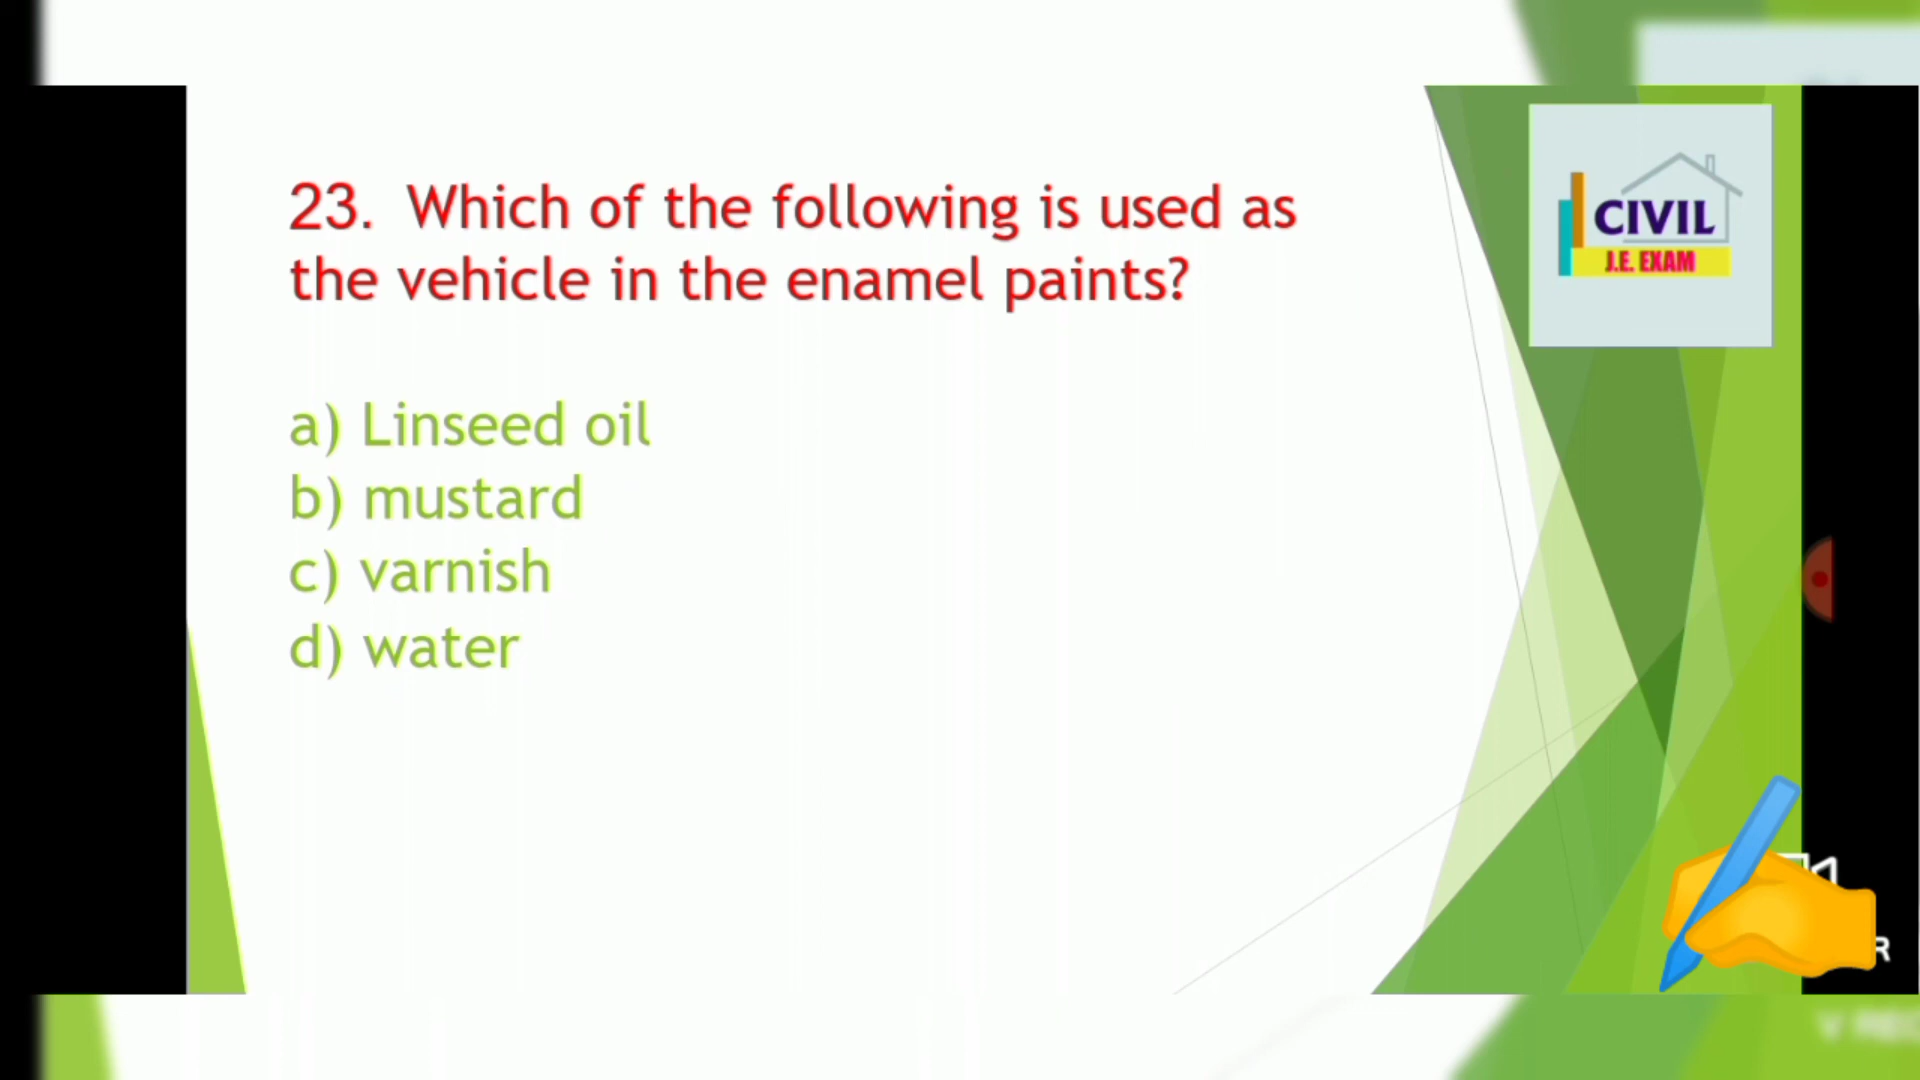 23. Which of the following is used as
the vehicle in the enamel paints?
CIVIL
J.E. EXAM
a) Linseed oil
b) mustard
c) varnish
d) water
R
V REC